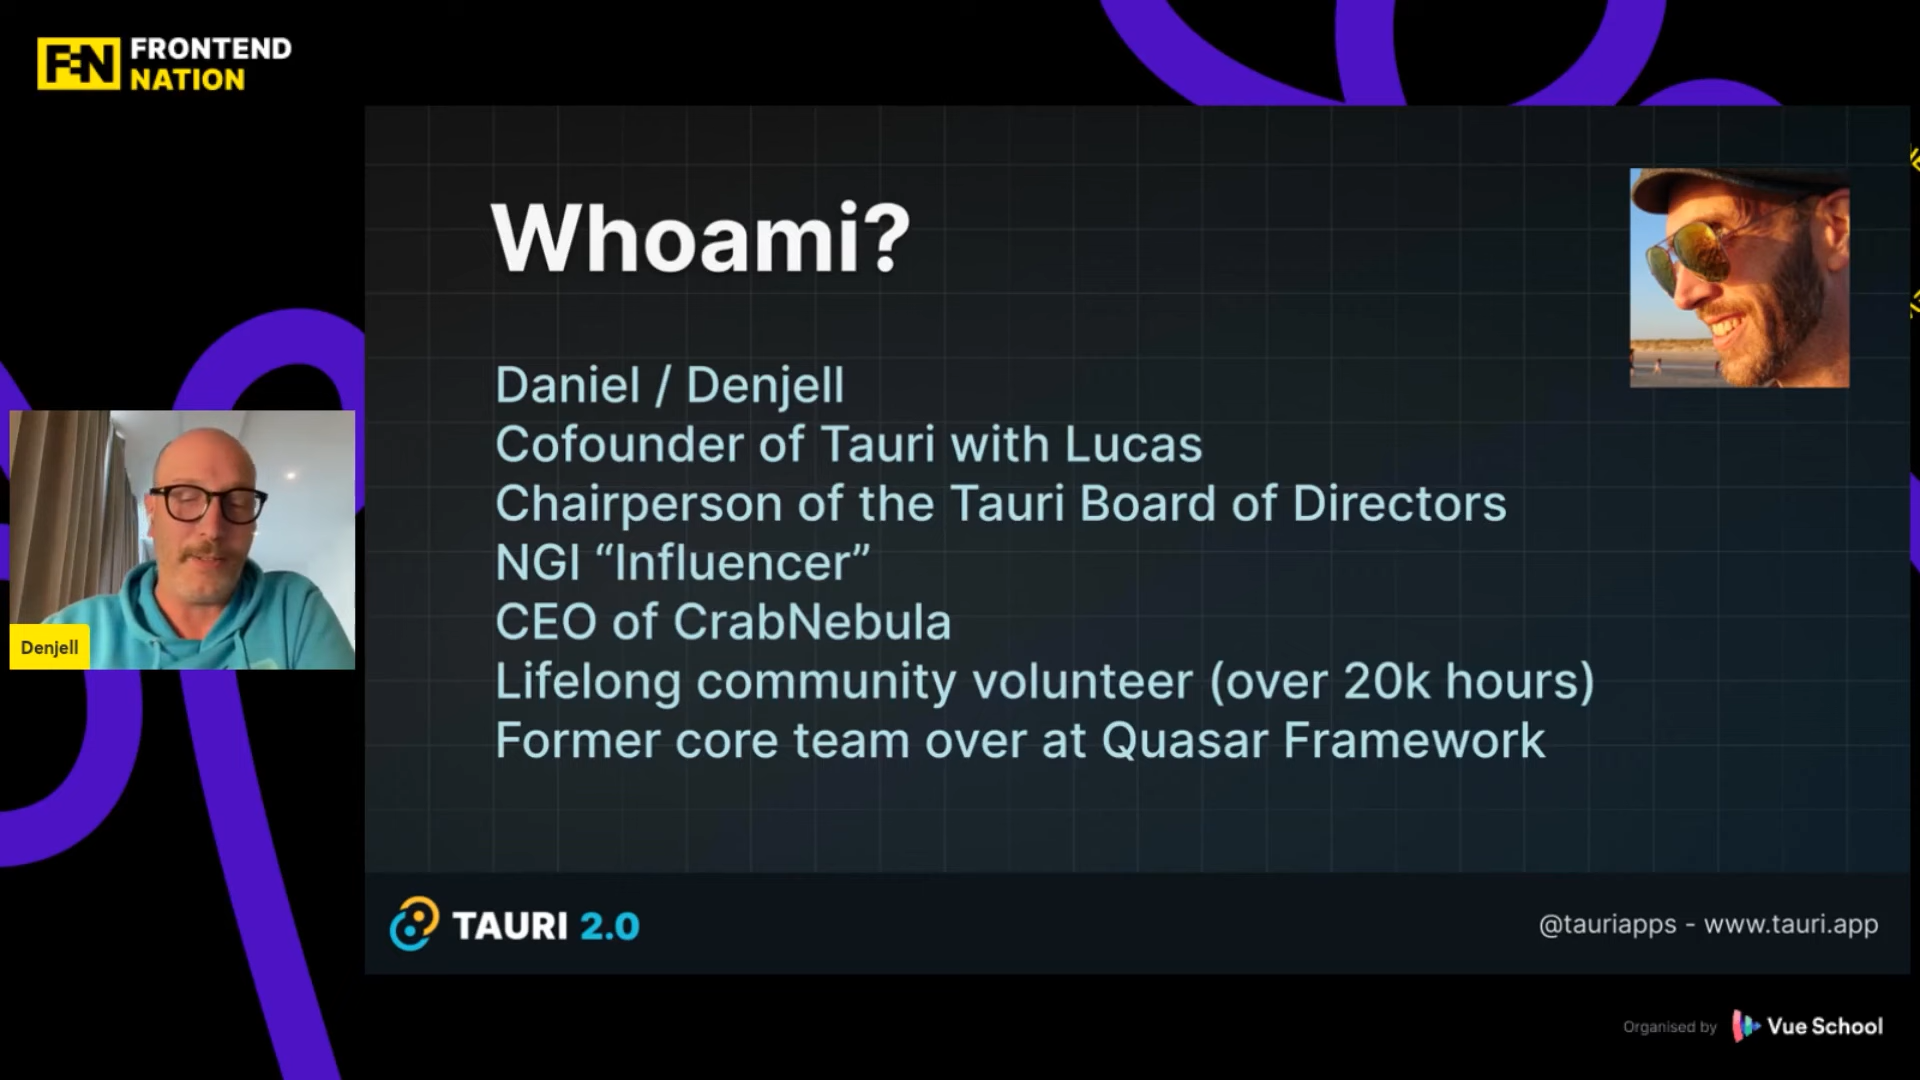 FEN
FRONTEND
NATION
Whoami?
Daniel / Denjell
Cofounder of Tauri with Lucas
Chairperson of the Tauri Board of Directors
NGI “Influencer”
CEO of CrabNebula
Lifelong community volunteer (over 20k hours)
Former core team over at Quasar Framework
Denjell
TAURI 2.0
@tauriapps - www.tauri.app
Organised by Vue School